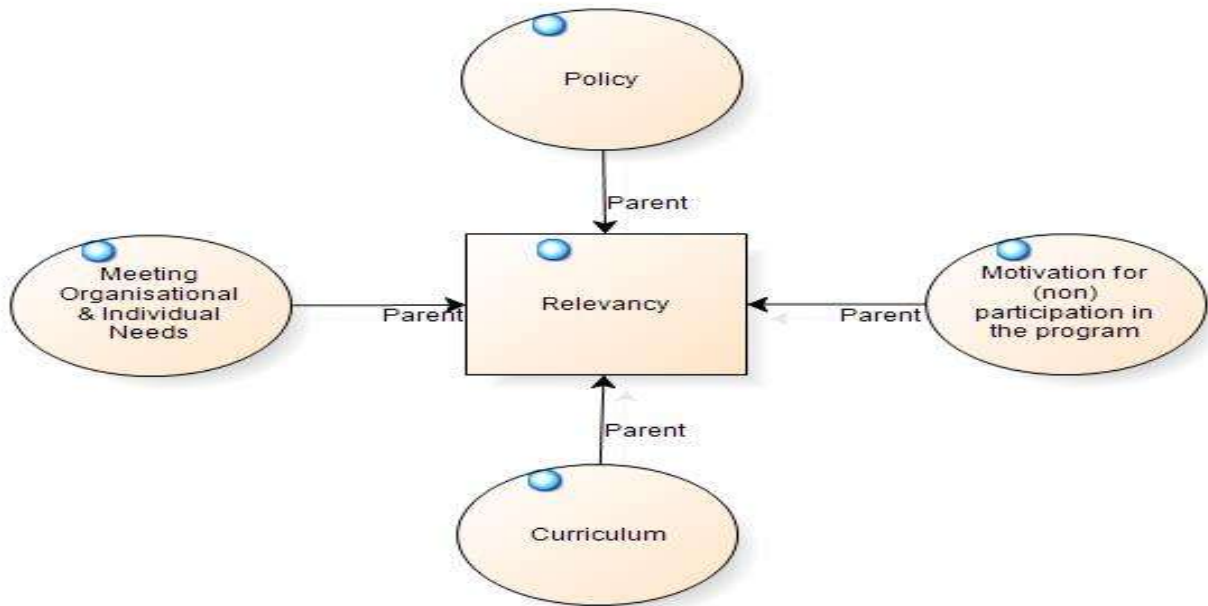 Policy
Parent
Meeting
Organisational
& Individual
Needs
Parent
Relevancy
Parent
Motivation for
(non)
participation in
the program
Parent
Curriculum